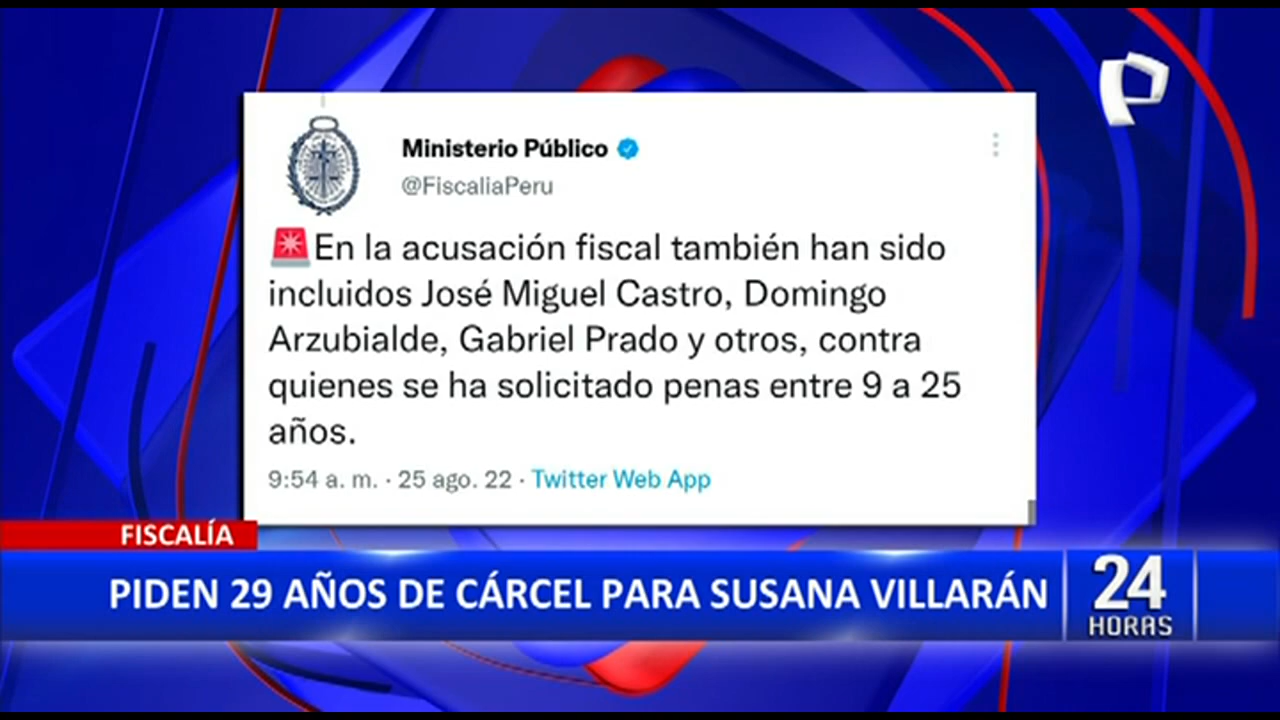 Ministerio Público
@FiscaliaPeru
En la acusación fiscal también han sido
incluidos José Miguel Castro, Domingo
Arzubialde, Gabriel Prado y otros, contra
quienes se ha solicitado penas entre 9 a 25
años.
9:54 a. m. · 25 ago. 22 · Twitter Web App
FISCALÍA
PIDEN 29 AÑOS DE CÁRCEL PARA SUSANA VILLARÁN
24
HORAS